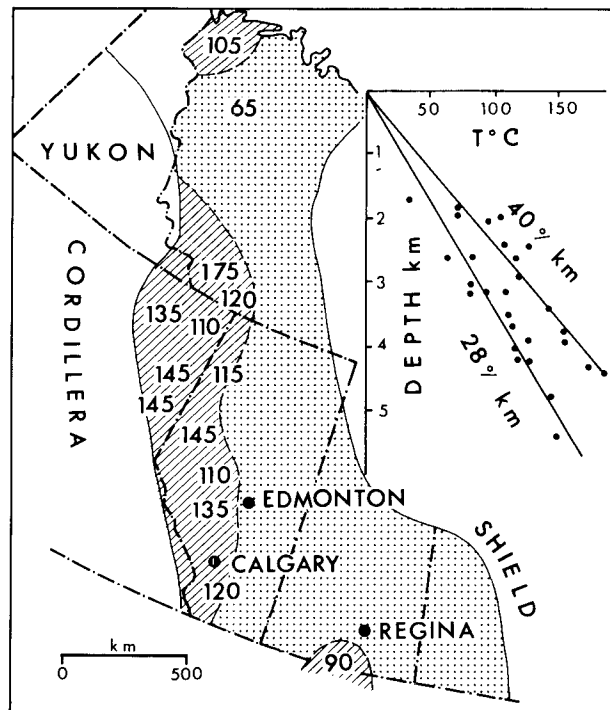 105
65
YUKON
CORDILLERA
175
120
135
110
145
115
145
145
110
135
EDMONTON
CALGARY
120
REGINA
90
SHIELD
km
0 500
50 100 150
T°C
1
2
3
4
5
DEPTH km
40°/km
28°/km